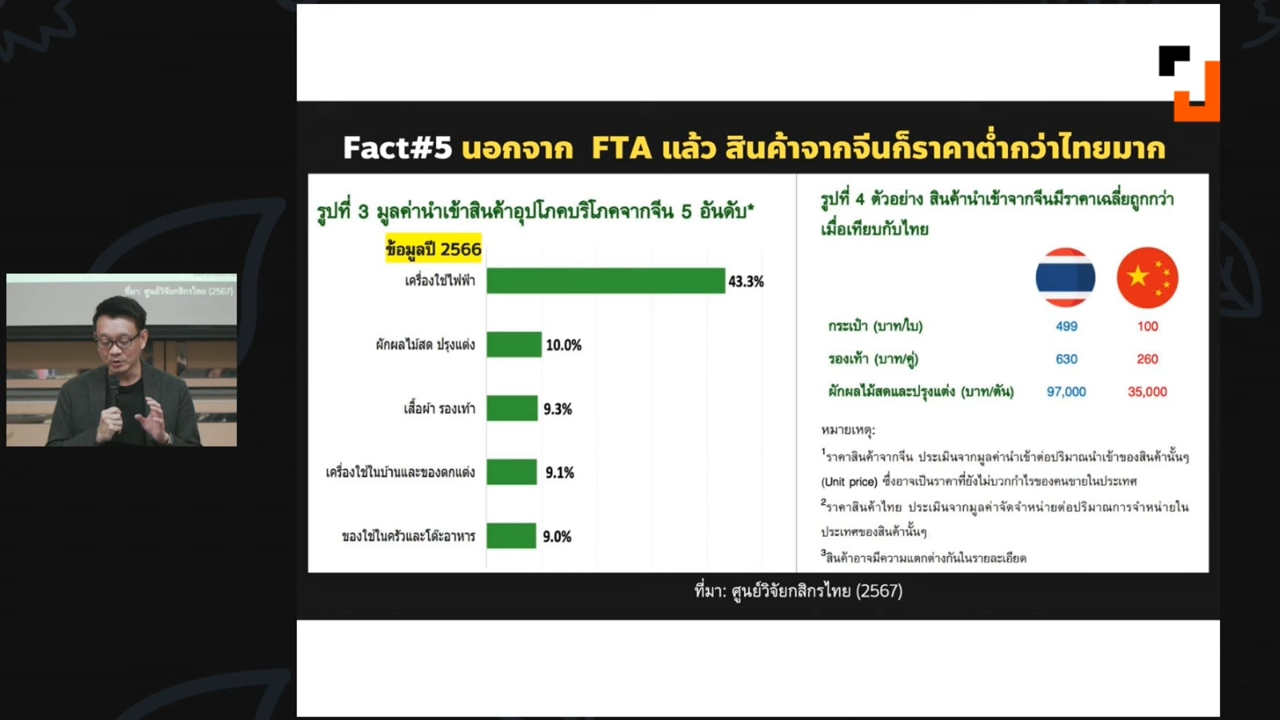 Fact#5 นอกจาก FTA แล้ว สินค้าจากจีนก็ราคาต่ำกว่าไทยมาก
รูปที่ 3 มูลค่านำเข้าสินค้าอุปโภคบริโภคจากจีน 5 อันดับ*
ข้อมูลปี 2566
เครื่องใช้ไฟฟ้า 43.3%
ผักผลไม้สด ปรุงแต่ง 10.0%
เสื้อผ้า รองเท้า 9.3%
เครื่องใช้ในบ้านและของตกแต่ง 9.1%
ของใช้ในครัวและโต๊ะอาหาร 9.0%
รูปที่ 4 ตัวอย่าง สินค้านำเข้าจากจีนมีราคาเฉลี่ยถูกกว่า
เมื่อเทียบกับไทย
กระเป๋า (บาท/ใบ) 499 100
รองเท้า (บาท/คู่) 630 260
ผักผลไม้สดและปรุงแต่ง (บาท/ตัน) 97,000 35,000
หมายเหตุ:
¹ราคาสินค้าจากจีน ประเมินจากมูลค่านำเข้าต่อปริมาณนำเข้าของสินค้านั้นๆ
(Unit price) ซึ่งอาจเป็นราคาที่ยังไม่บวกกำไรของคนขายในประเทศ
²ราคาสินค้าไทย ประเมินจากมูลค่าจัดจำหน่ายต่อปริมาณการจำหน่ายใน
ประเทศของสินค้านั้นๆ
³สินค้าอาจมีความแตกต่างกันในรายละเอียด
ที่มา: ศูนย์วิจัยกสิกรไทย (2567)
ที่มา: ศูนย์วิจัยกสิกรไทย (2567)